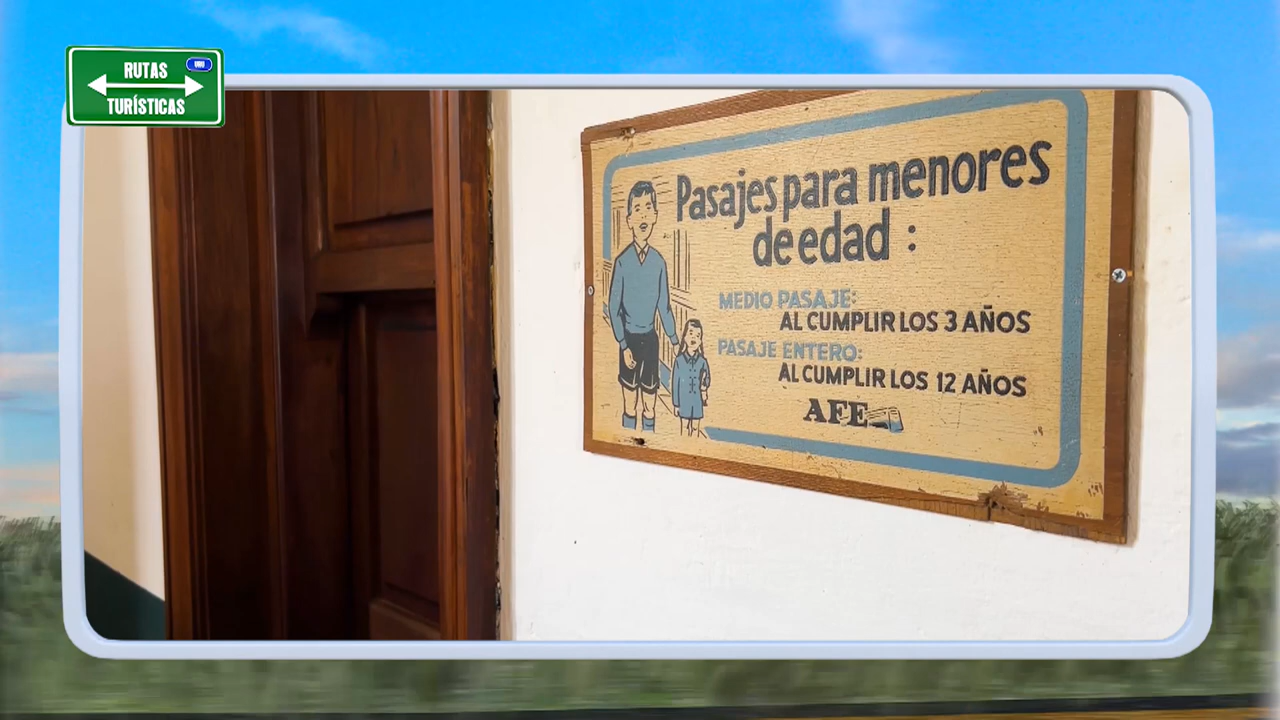 RUTAS
URU
TURÍSTICAS
Pasajes para menores
de edad :
MEDIO PASAJE:
AL CUMPLIR LOS 3 AÑOS
PASAJE ENTERO:
AL CUMPLIR LOS 12 AÑOS
AFE